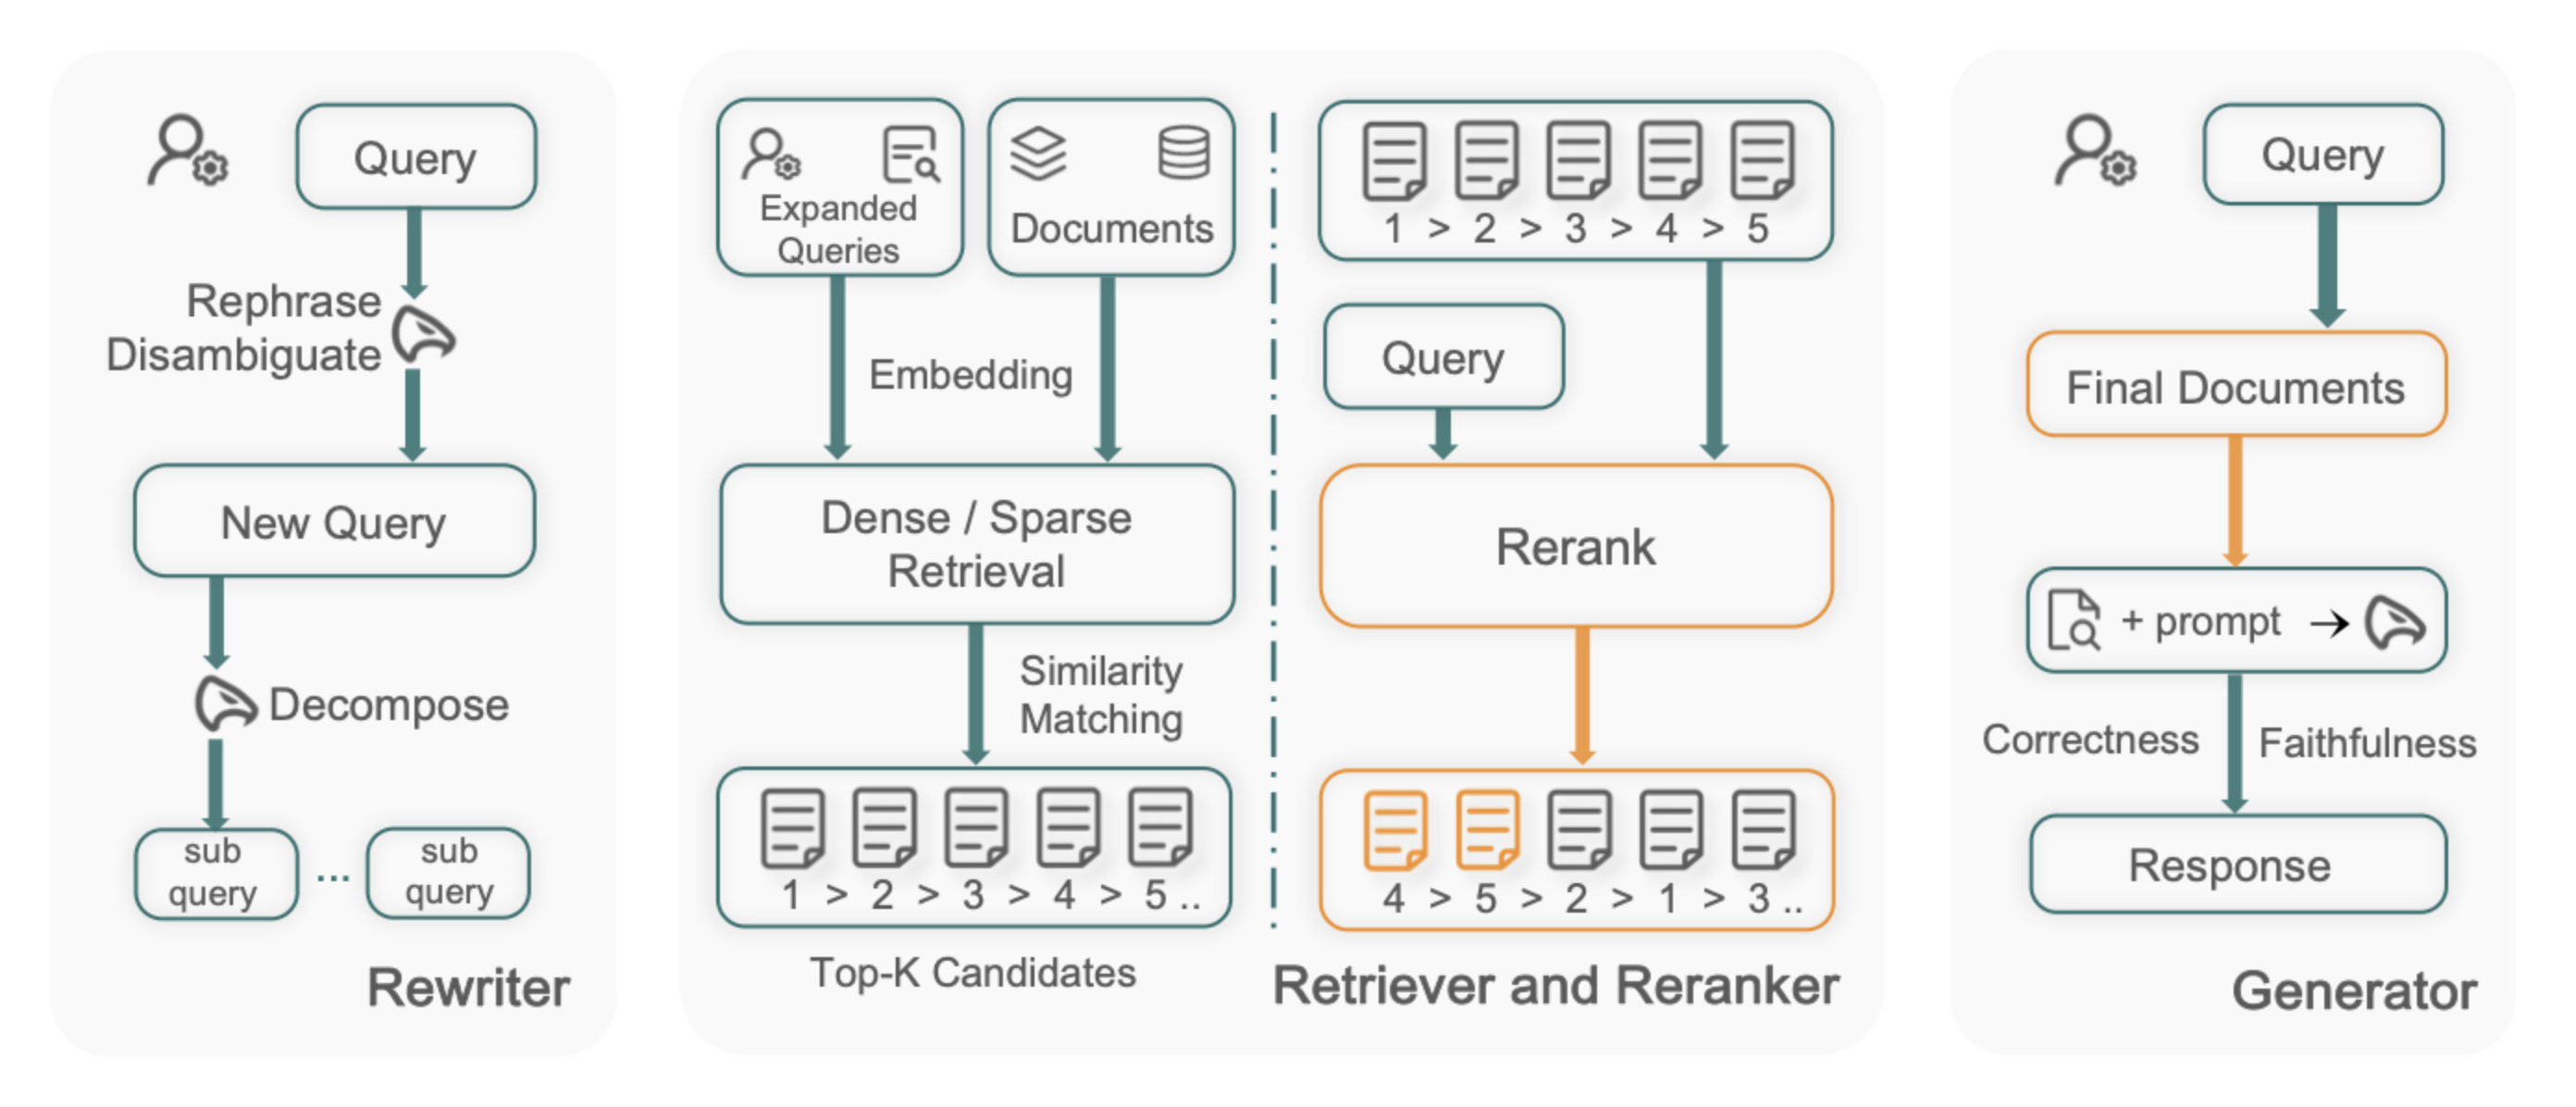 Query
Rephrase
Disambiguate
New Query
Decompose
sub
query
...
sub
query
Rewriter
Expanded
Queries
Documents
Embedding
Dense / Sparse
Retrieval
Similarity
Matching
1 > 2 > 3 > 4 > 5 ..
Top-K Candidates
1 > 2 > 3 > 4 > 5
Query
Rerank
4 > 5 > 2 > 1 > 3 ..
Retriever and Reranker
Query
Final Documents
+ prompt →
Correctness
Faithfulness
Response
Generator